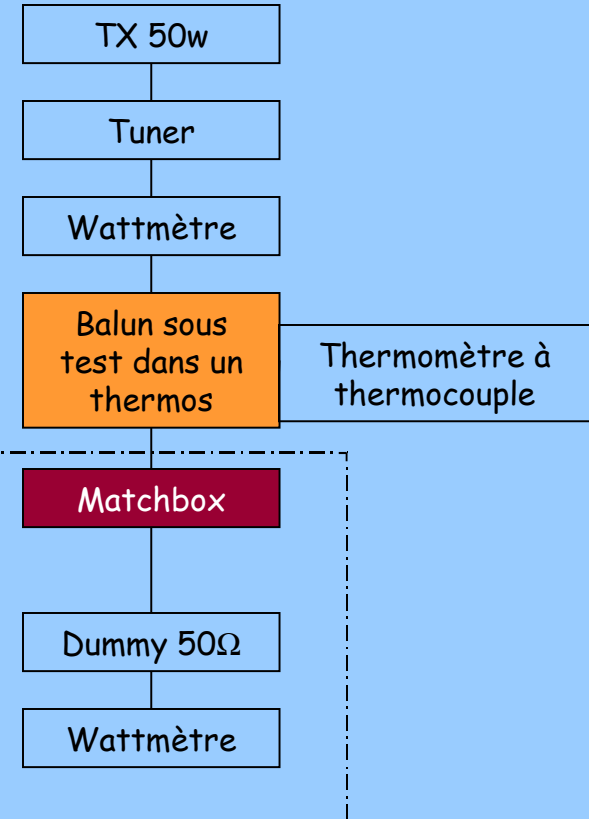 TX 50w
Tuner
Wattmètre
Balun sous
test dans un
thermos
Thermomètre à
thermocouple
Matchbox
Dummy 50Ω
Wattmètre